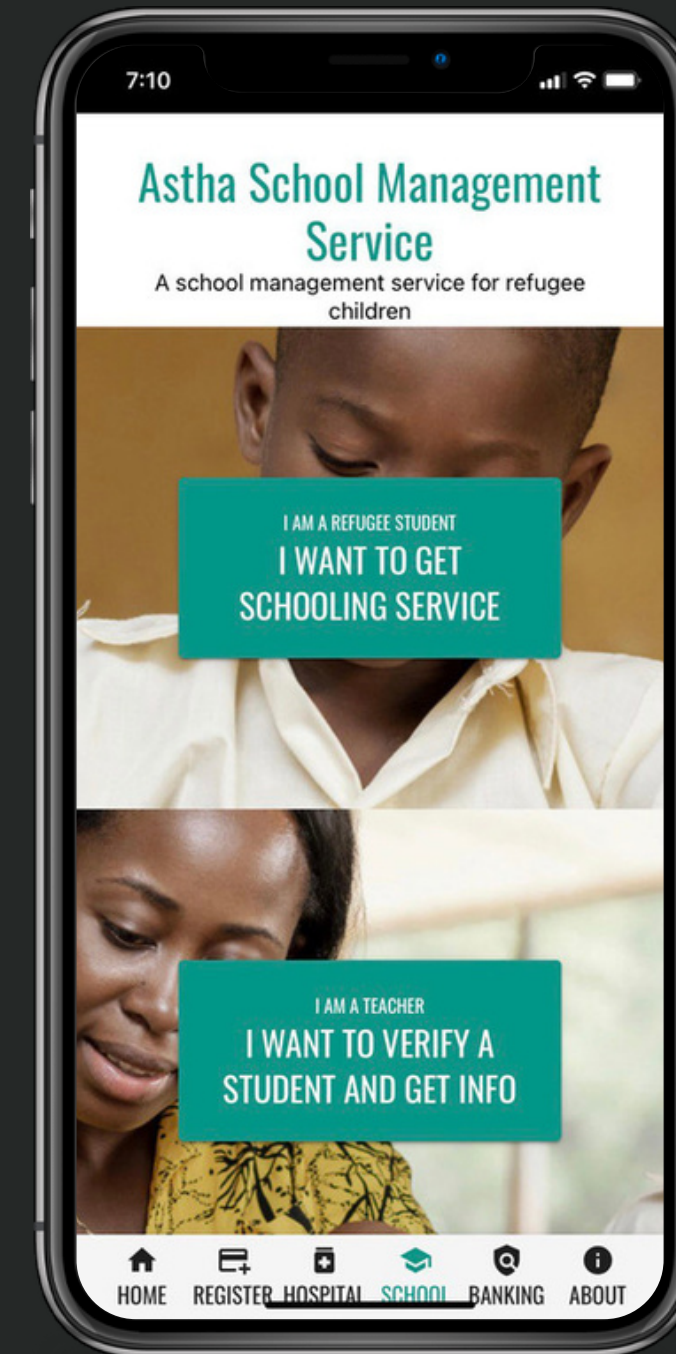 7:10
Astha School Management
Service
A school management service for refugee
children
I AM A REFUGEE STUDENT
I WANT TO GET
SCHOOLING SERVICE
I AM A TEACHER
I WANT TO VERIFY A
STUDENT AND GET INFO
HOME REGISTER HOSPITAL SCHOOL BANKING ABOUT